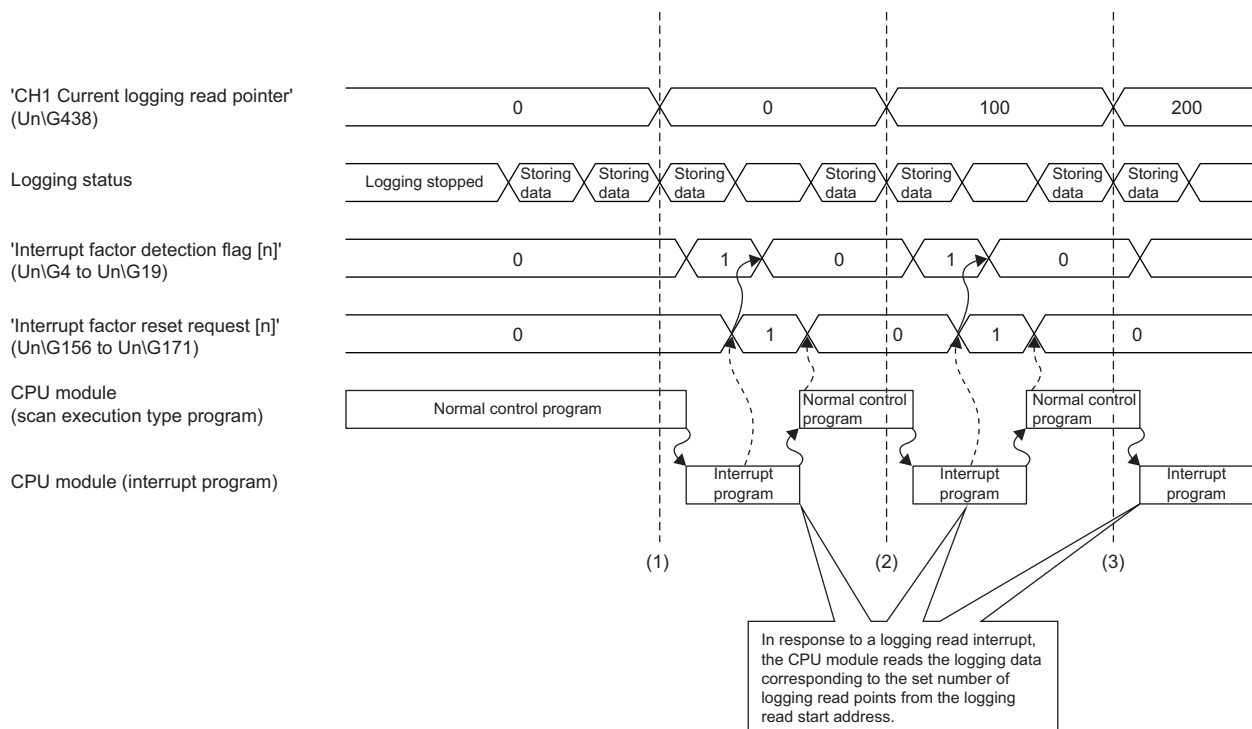 'CH1 Current logging read pointer'
(Un\G438)
0
0
100
200
Logging status
Logging stopped
Storing
data
Storing
data
Storing
data
Storing
data
Storing
data
Storing
data
Storing
data
'Interrupt factor detection flag [n]'
(Un\G4 to Un\G19)
0
1
0
1
0
'Interrupt factor reset request [n]'
(Un\G156 to Un\G171)
0
1
0
1
0
CPU module
(scan execution type program)
Normal control program
Normal control
program
Normal control
program
CPU module (interrupt program)
Interrupt
program
Interrupt
program
Interrupt
program
(1)
(2)
(3)
In response to a logging read interrupt,
the CPU module reads the logging data
corresponding to the set number of
logging read points from the logging
read start address.